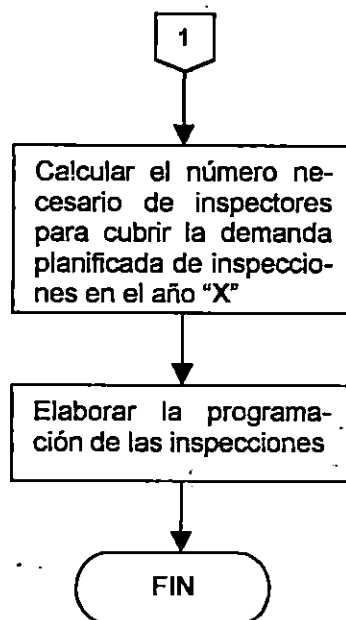 1
Calcular el número ne-
cesario de inspectores
para cubrir la demanda
planificada de inspeccio-
nes en el año "X"
Elaborar la programa-
ción de las inspecciones
FIN